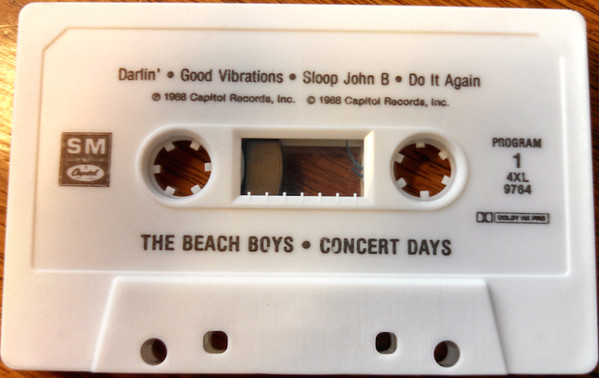 Darlin' • Good Vibrations • Sloop John B • Do It Again
℗ 1988 Capitol Records, Inc. © 1988 Capitol Records, Inc.
SM
Capitol
PROGRAM
1
4XL
9764
DOLBY HX PRO
THE BEACH BOYS • CONCERT DAYS